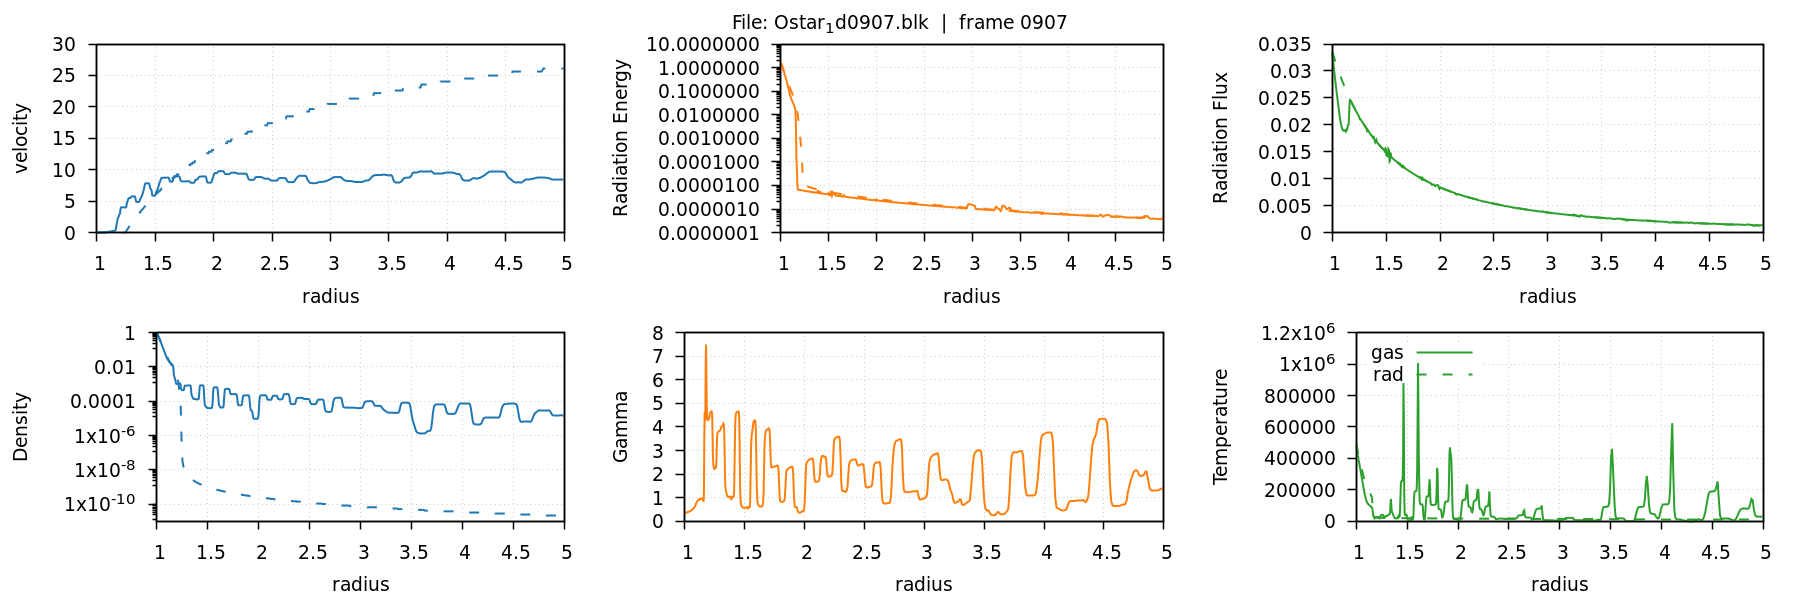 File: Ostar₁d0907.blk | frame 0907
velocity
30
25
20
15
10
5
0
1 1.5 2 2.5 3 3.5 4 4.5 5
radius
Radiation Energy
10.0000000
1.0000000
0.1000000
0.0100000
0.0010000
0.0001000
0.0000100
0.0000010
0.0000001
1 1.5 2 2.5 3 3.5 4 4.5 5
radius
Radiation Flux
0.035
0.03
0.025
0.02
0.015
0.01
0.005
0
1 1.5 2 2.5 3 3.5 4 4.5 5
radius
Density
1
0.01
0.0001
1x10⁻⁶
1x10⁻⁸
1x10⁻¹⁰
1 1.5 2 2.5 3 3.5 4 4.5 5
radius
Gamma
8
7
6
5
4
3
2
1
0
1 1.5 2 2.5 3 3.5 4 4.5 5
radius
Temperature
1.2x10⁶
1x10⁶
800000
600000
400000
200000
0
gas
rad
1 1.5 2 2.5 3 3.5 4 4.5 5
radius